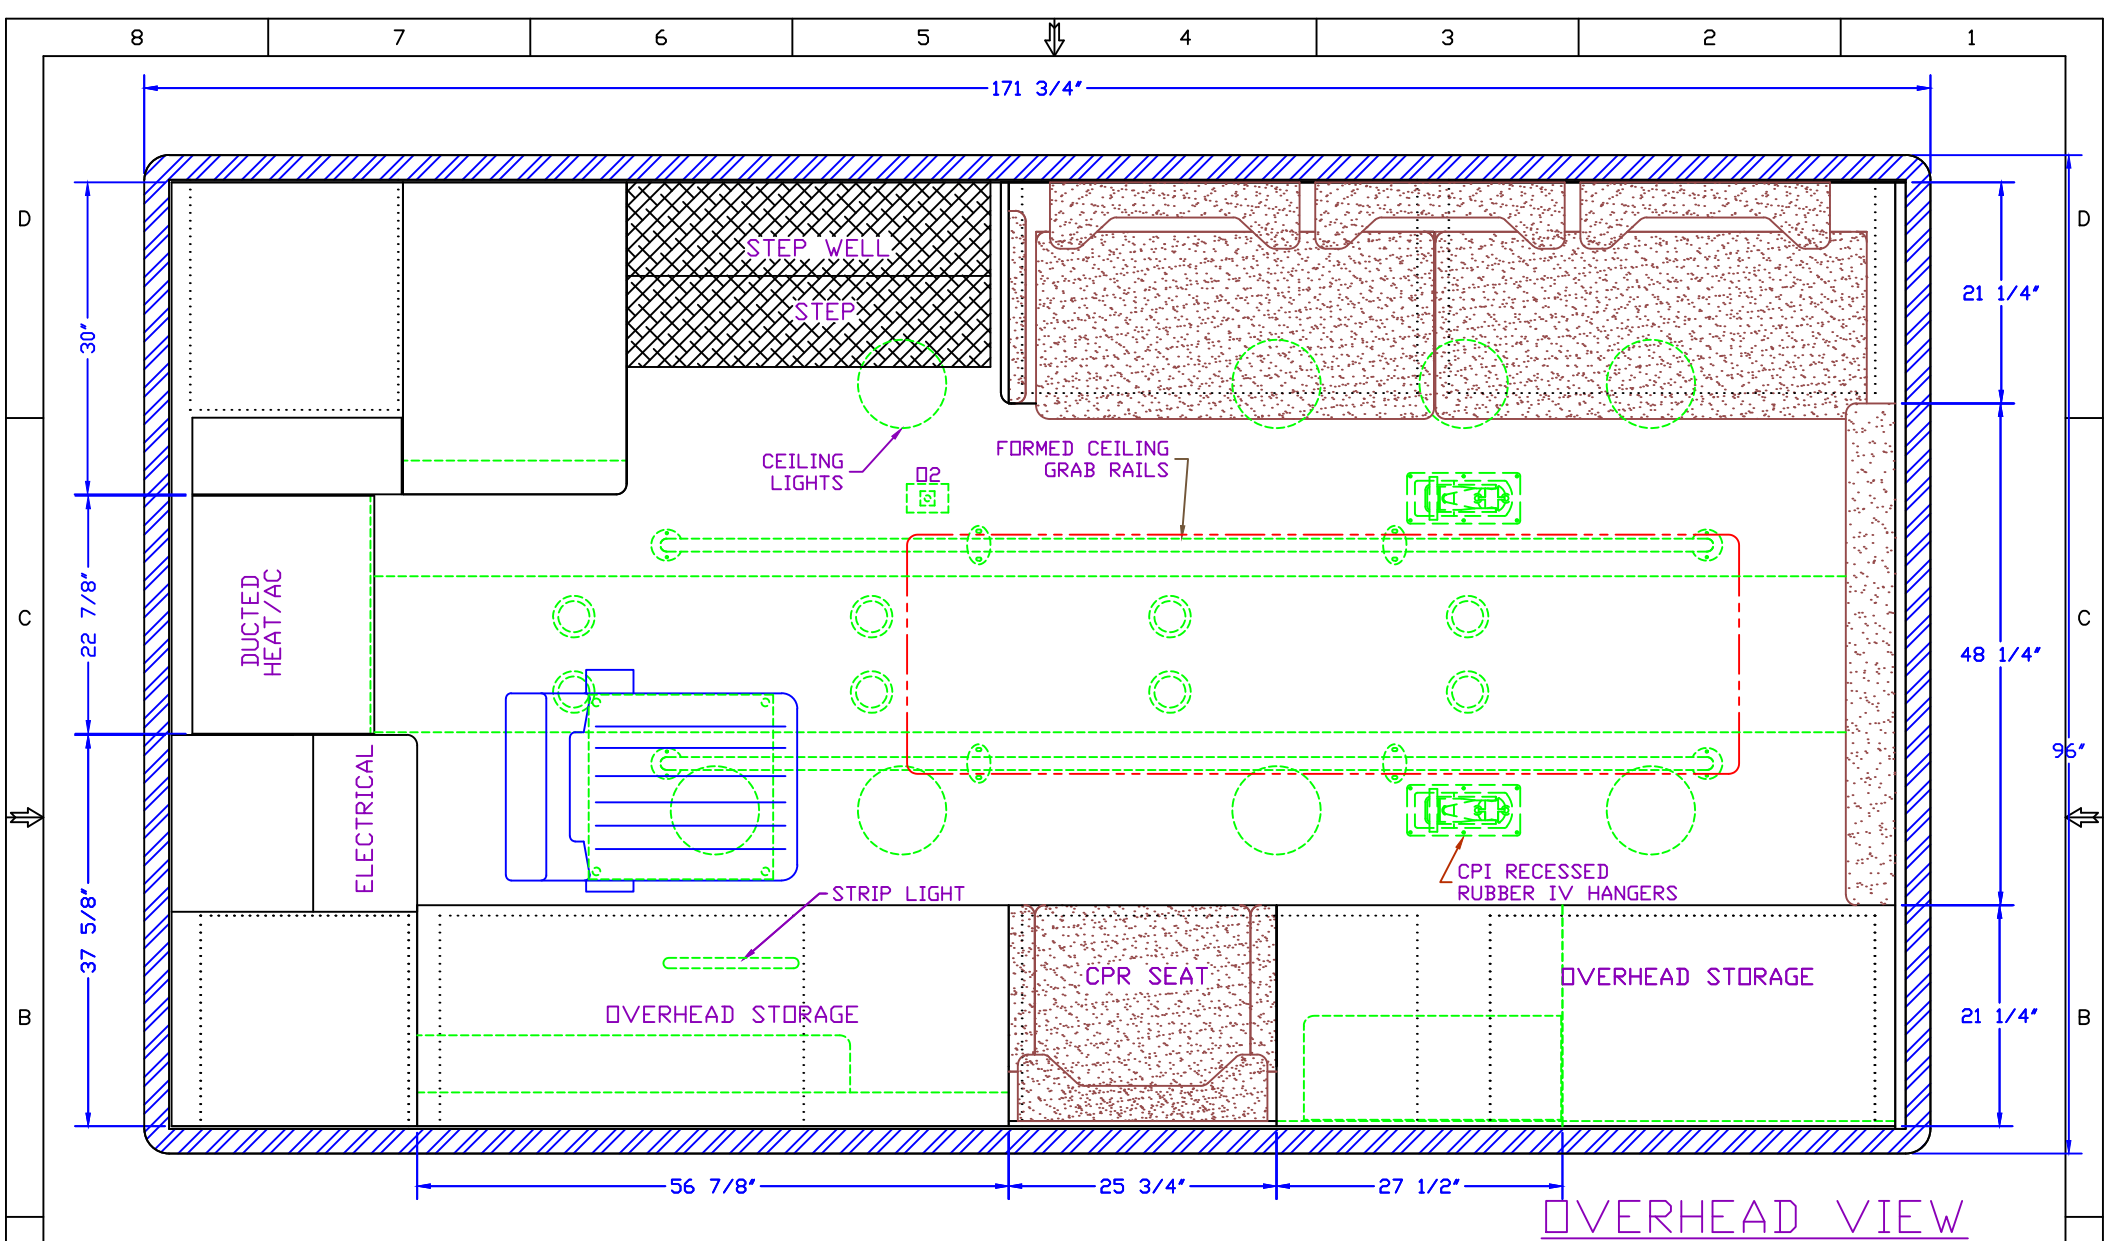 8 7 6 5 4 3 2 1
171 3/4"
D
D
STEP WELL
STEP
21 1/4"
30"
CEILING
LIGHTS
O2
FORMED CEILING
GRAB RAILS
C
C
22 7/8"
DUCTED
HEAT/AC
48 1/4"
96"
ELECTRICAL
CPI RECESSED
RUBBER IV HANGERS
STRIP LIGHT
37 5/8"
CPR SEAT
OVERHEAD STORAGE
OVERHEAD STORAGE
B
21 1/4"
B
56 7/8"
25 3/4"
27 1/2"
OVERHEAD VIEW